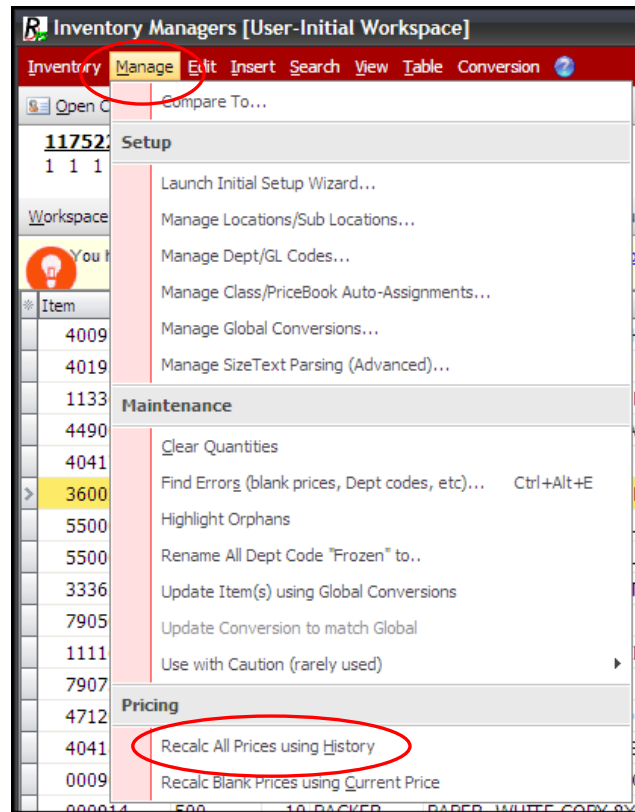 Inventory Managers [User-Initial Workspace]
Inventory Manage Edit Insert Search View Table Conversion
Open C Compare To...
11752 Setup
1 1 1
Launch Initial Setup Wizard...
Workspace Manage Locations/Sub Locations...
You h Manage Dept/GL Codes...
Manage Class/PriceBook Auto-Assignments...
Item
4009 Manage Global Conversions...
4019 Manage SizeText Parsing (Advanced)...
1133 Maintenance
4490 Clear Quantities
4041
3600 Find Errors (blank prices, Dept codes, etc)... Ctrl+Alt+E
5500 Highlight Orphans
5500 Rename All Dept Code "Frozen" to..
3336 Update Item(s) using Global Conversions
7905 Update Conversion to match Global
1111 Use with Caution (rarely used)
7907 Pricing
4712
4041 Recalc All Prices using History
0009 Recalc Blank Prices using Current Price